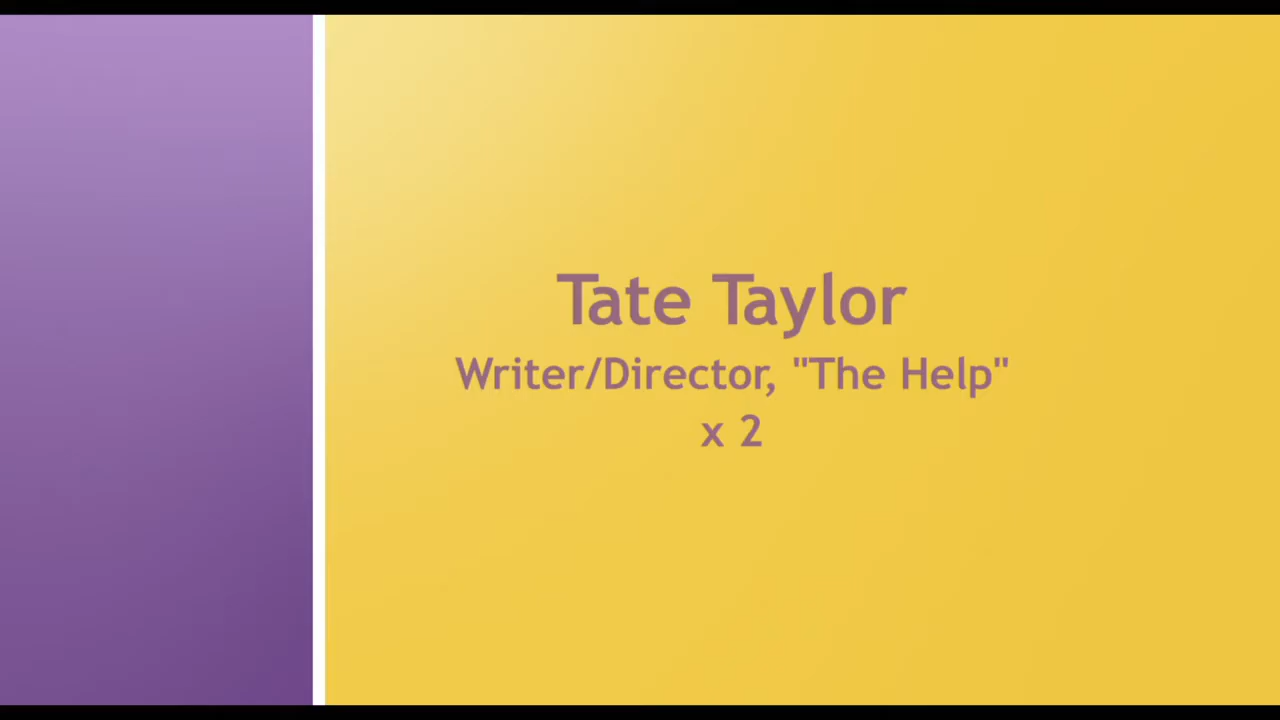 Tate Taylor
Writer/Director, "The Help"
x 2